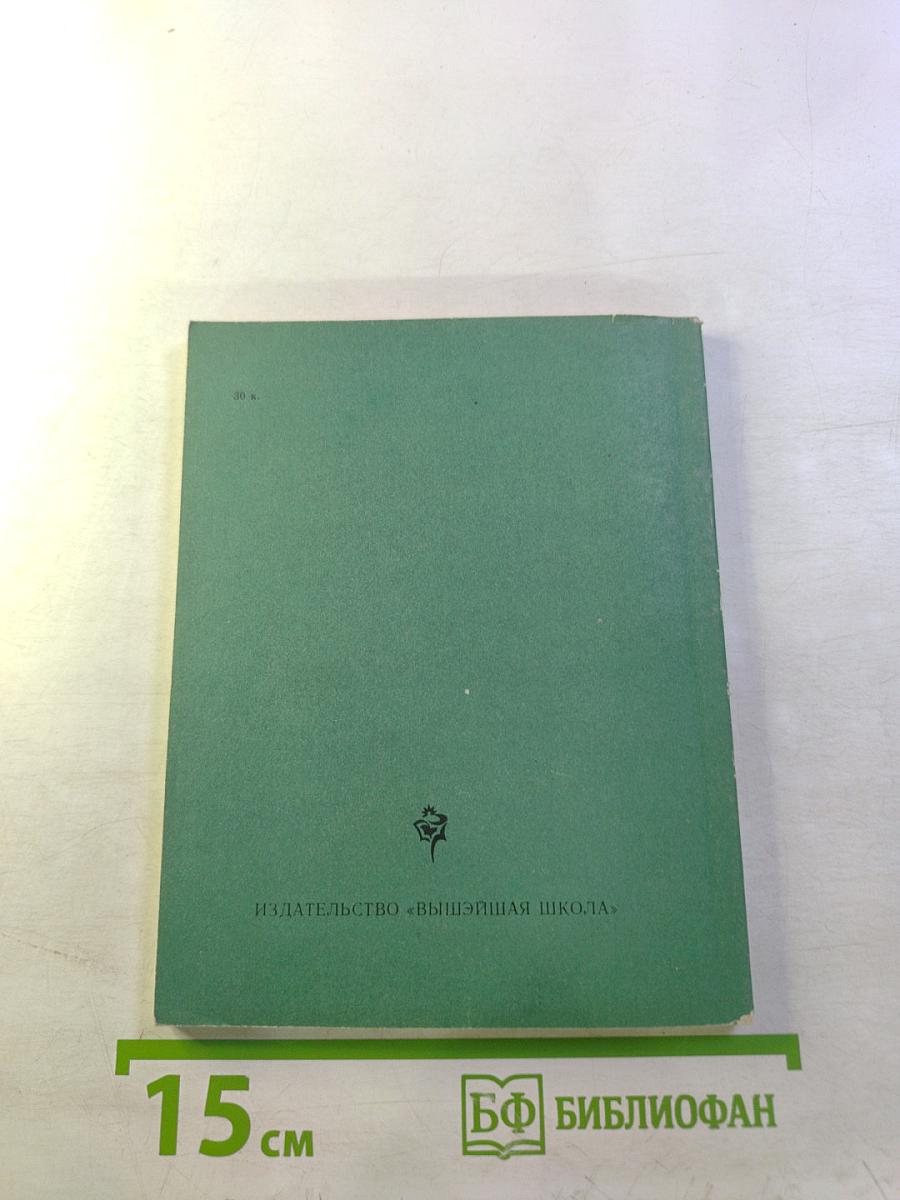 30 к.
ИЗДАТЕЛЬСТВО «ВЫШЭЙШАЯ ШКОЛА»
15 см
БФ БИБЛИОФАН